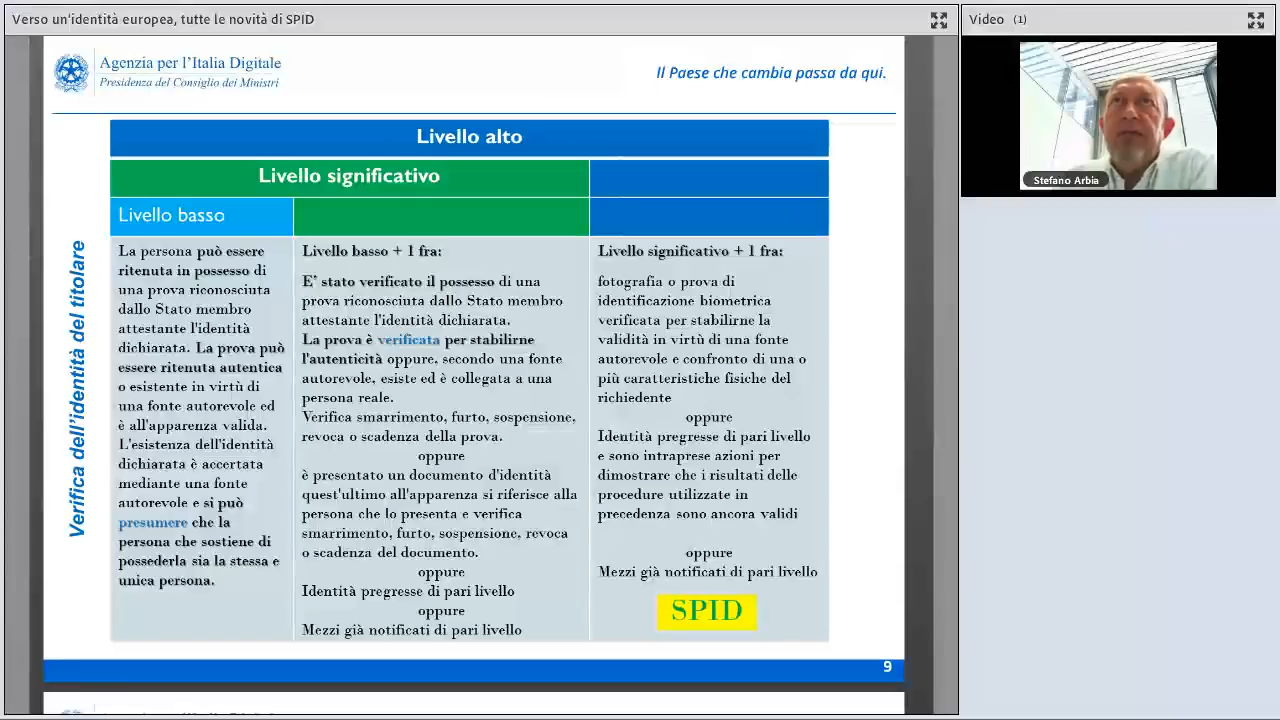 Verso un'identità europea, tutte le novità di SPID
Video (1)
Agenzia per l'Italia Digitale
Presidenza del Consiglio dei Ministri
Il Paese che cambia passa da qui.
Stefano Arbia
Livello alto
Livello significativo
Livello basso
Verifica dell'identità del titolare
La persona può essere
ritenuta in possesso di
una prova riconosciuta
dallo Stato membro
attestante l'identità
dichiarata. La prova può
essere ritenuta autentica
o esistente in virtù di
una fonte autorevole ed
è all'apparenza valida.
L'esistenza dell'identità
dichiarata è accertata
mediante una fonte
autorevole e si può
presumere che la
persona che sostiene di
possederla sia la stessa e
unica persona.
Livello basso + 1 fra:
E' stato verificato il possesso di una
prova riconosciuta dallo Stato membro
attestante l'identità dichiarata.
La prova è verificata per stabilirne
l'autenticità oppure, secondo una fonte
autorevole, esiste ed è collegata a una
persona reale.
Verifica smarrimento, furto, sospensione,
revoca o scadenza della prova.
oppure
è presentato un documento d'identità
quest'ultimo all'apparenza si riferisce alla
persona che lo presenta e verifica
smarrimento, furto, sospensione, revoca
o scadenza del documento.
oppure
Identità pregresse di pari livello
oppure
Mezzi già notificati di pari livello
Livello significativo + 1 fra:
fotografia o prova di
identificazione biometrica
verificata per stabilirne la
validità in virtù di una fonte
autorevole e confronto di una o
più caratteristiche fisiche del
richiedente
oppure
Identità pregresse di pari livello
e sono intraprese azioni per
dimostrare che i risultati delle
procedure utilizzate in
precedenza sono ancora validi
oppure
Mezzi già notificati di pari livello
SPID
9